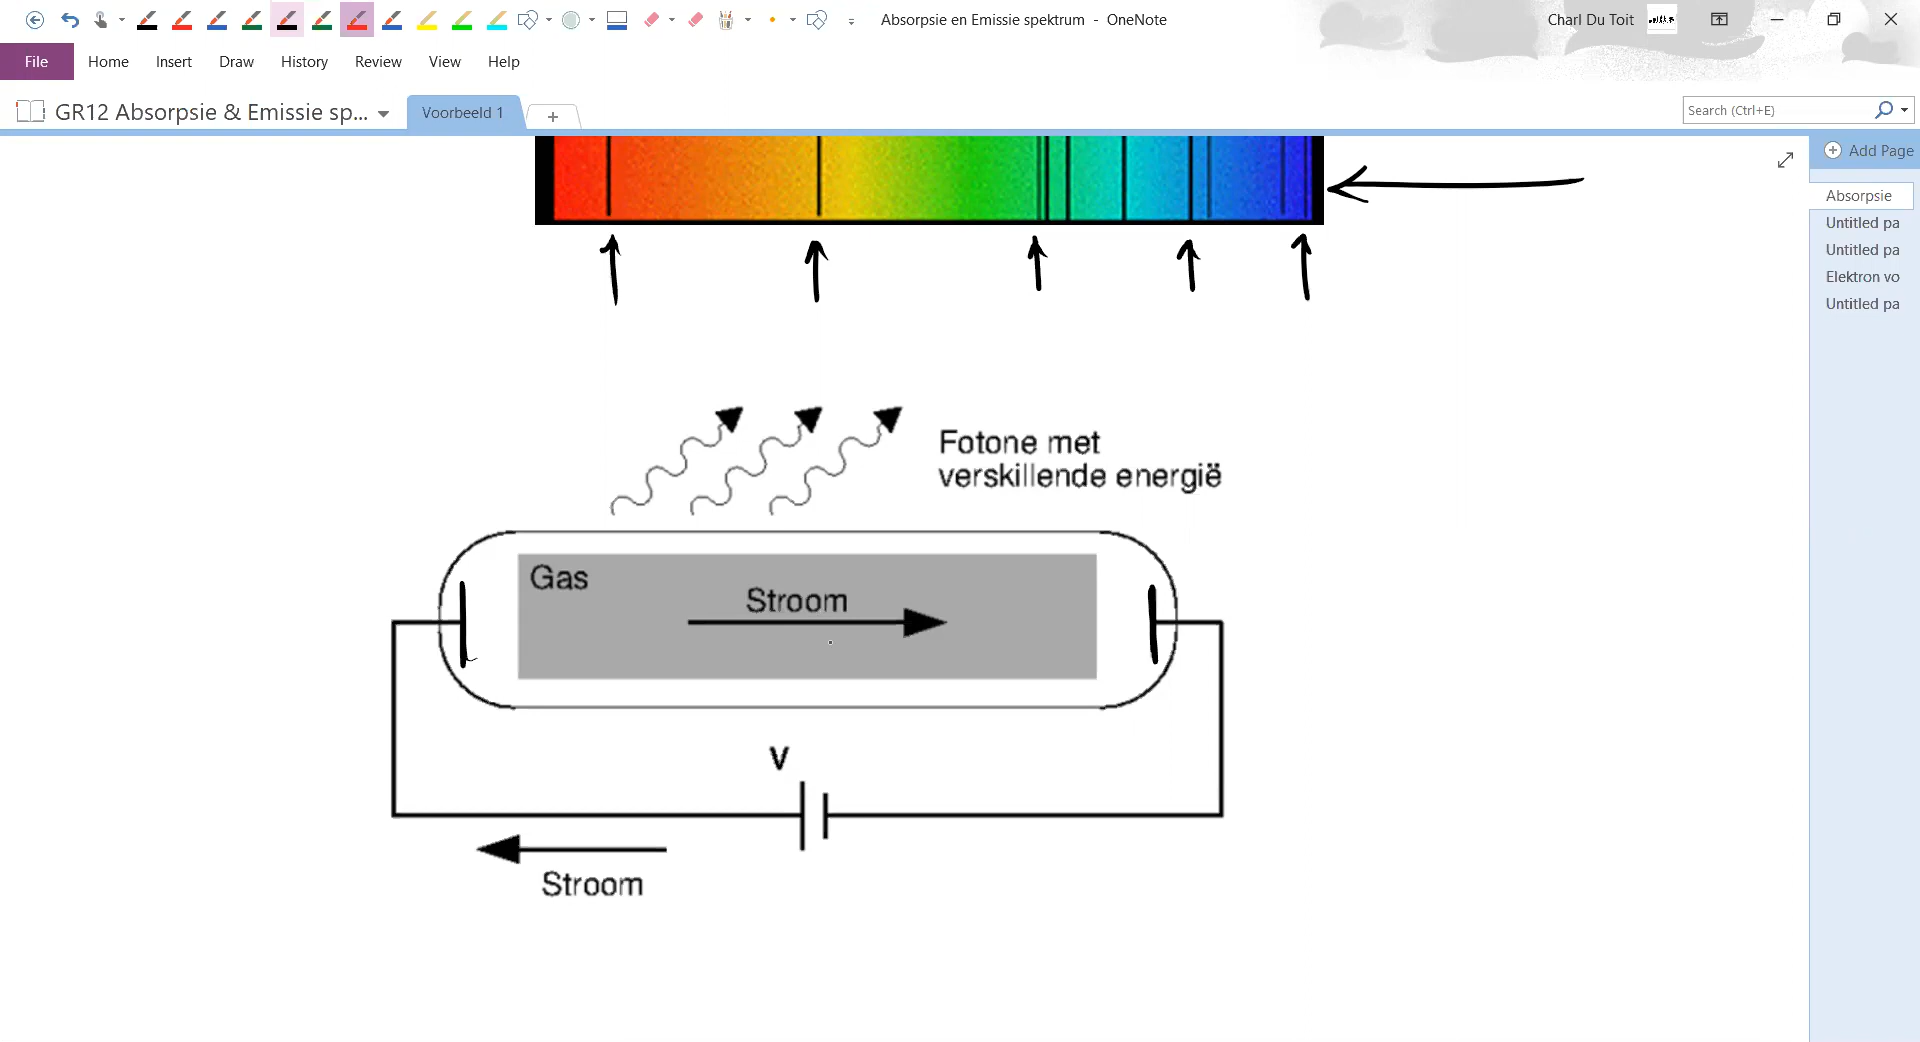 Absorpsie en Emissie spektrum - OneNote
Charl Du Toit
File Home Insert Draw History Review View Help
GR12 Absorpsie & Emissie sp...
Voorbeeld 1
Search (Ctrl+E)
Add Page
Absorpsie
Untitled pa
Untitled pa
Elektron vo
Untitled pa
Fotone met
verskillende energië
Gas
Stroom
V
Stroom